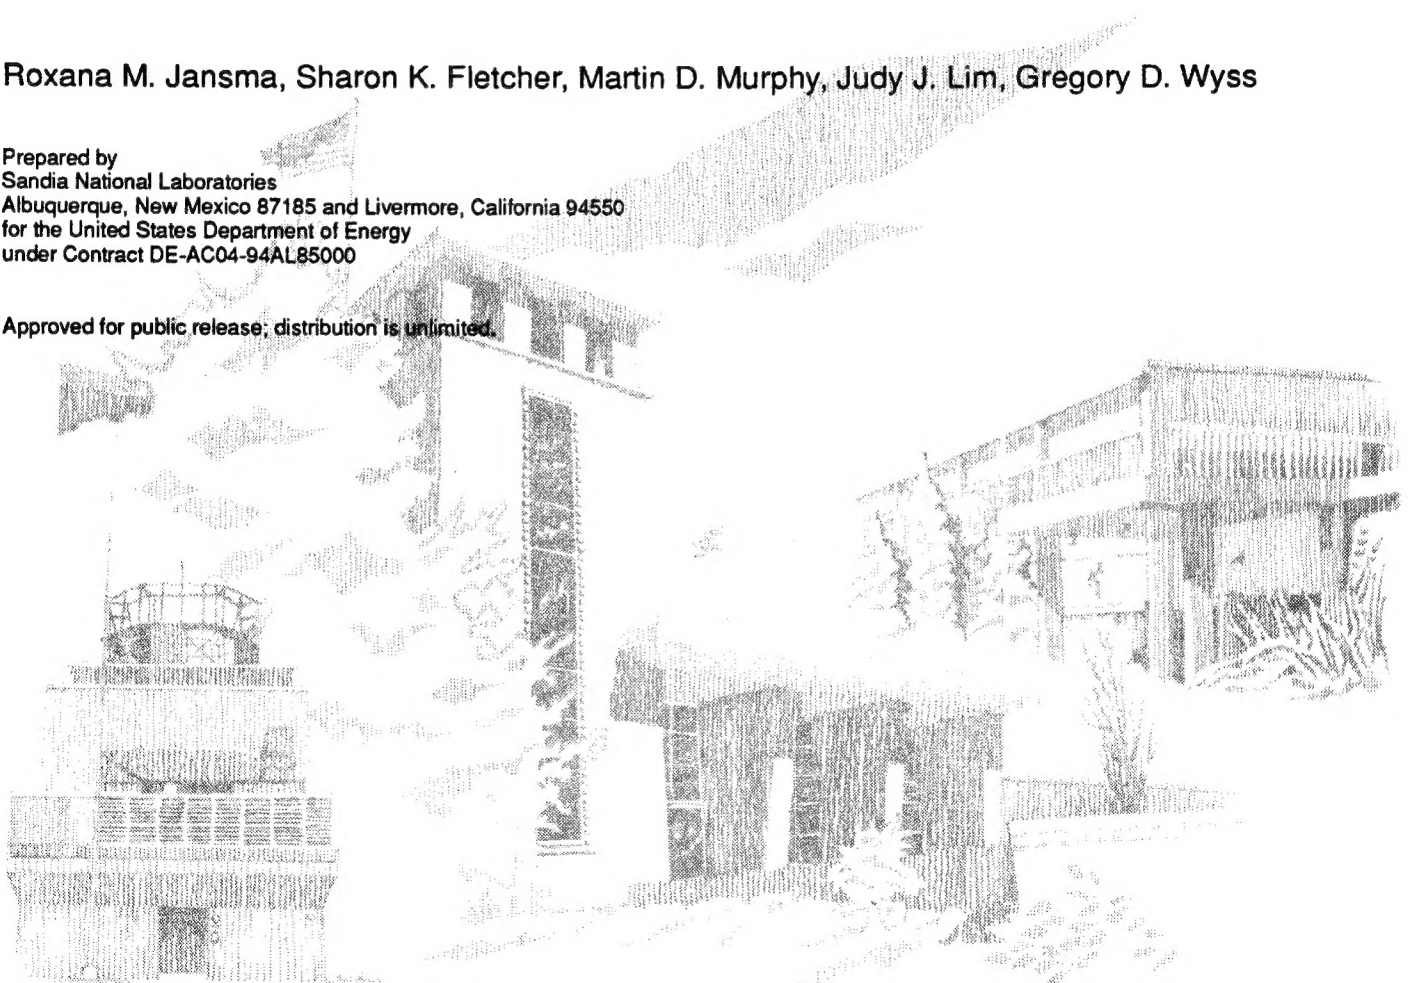 Roxana M. Jansma, Sharon K. Fletcher, Martin D. Murphy, Judy J. Lim, Gregory D. Wyss
Prepared by
Sandia National Laboratories
Albuquerque, New Mexico 87185 and Livermore, California 94550
for the United States Department of Energy
under Contract DE-AC04-94AL85000
Approved for public release; distribution is unlimited.